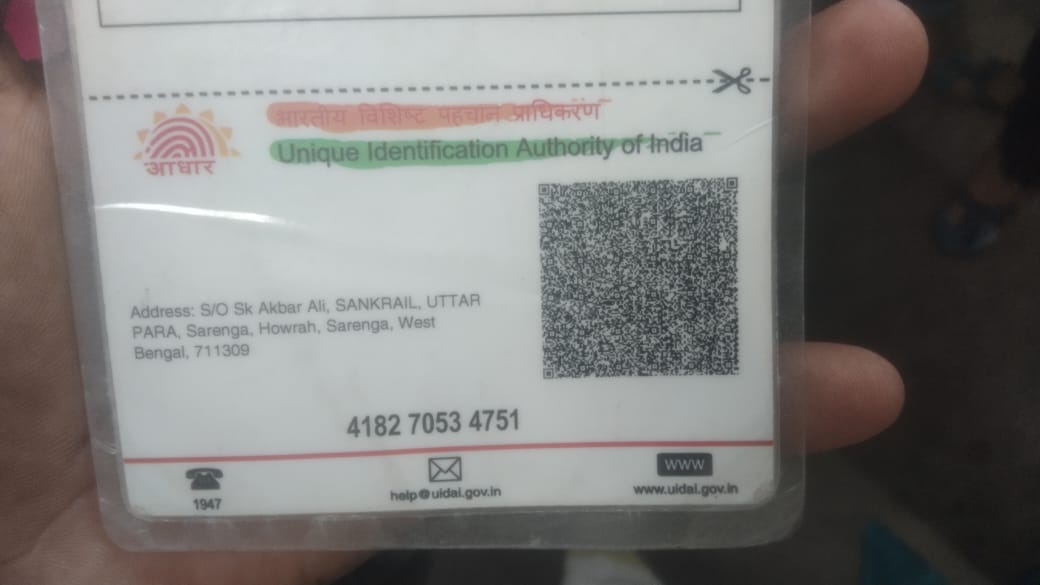 भारतीय विशिष्ट पहचान प्राधिकरण
Unique Identification Authority of India
आधार
Address: S/O Sk Akbar Ali, SANKRAIL, UTTAR
PARA, Sarenga, Howrah, Sarenga, West
Bengal, 711309
4182 7053 4751
1947
help@uidai.gov.in
WWW
www.uidai.gov.in